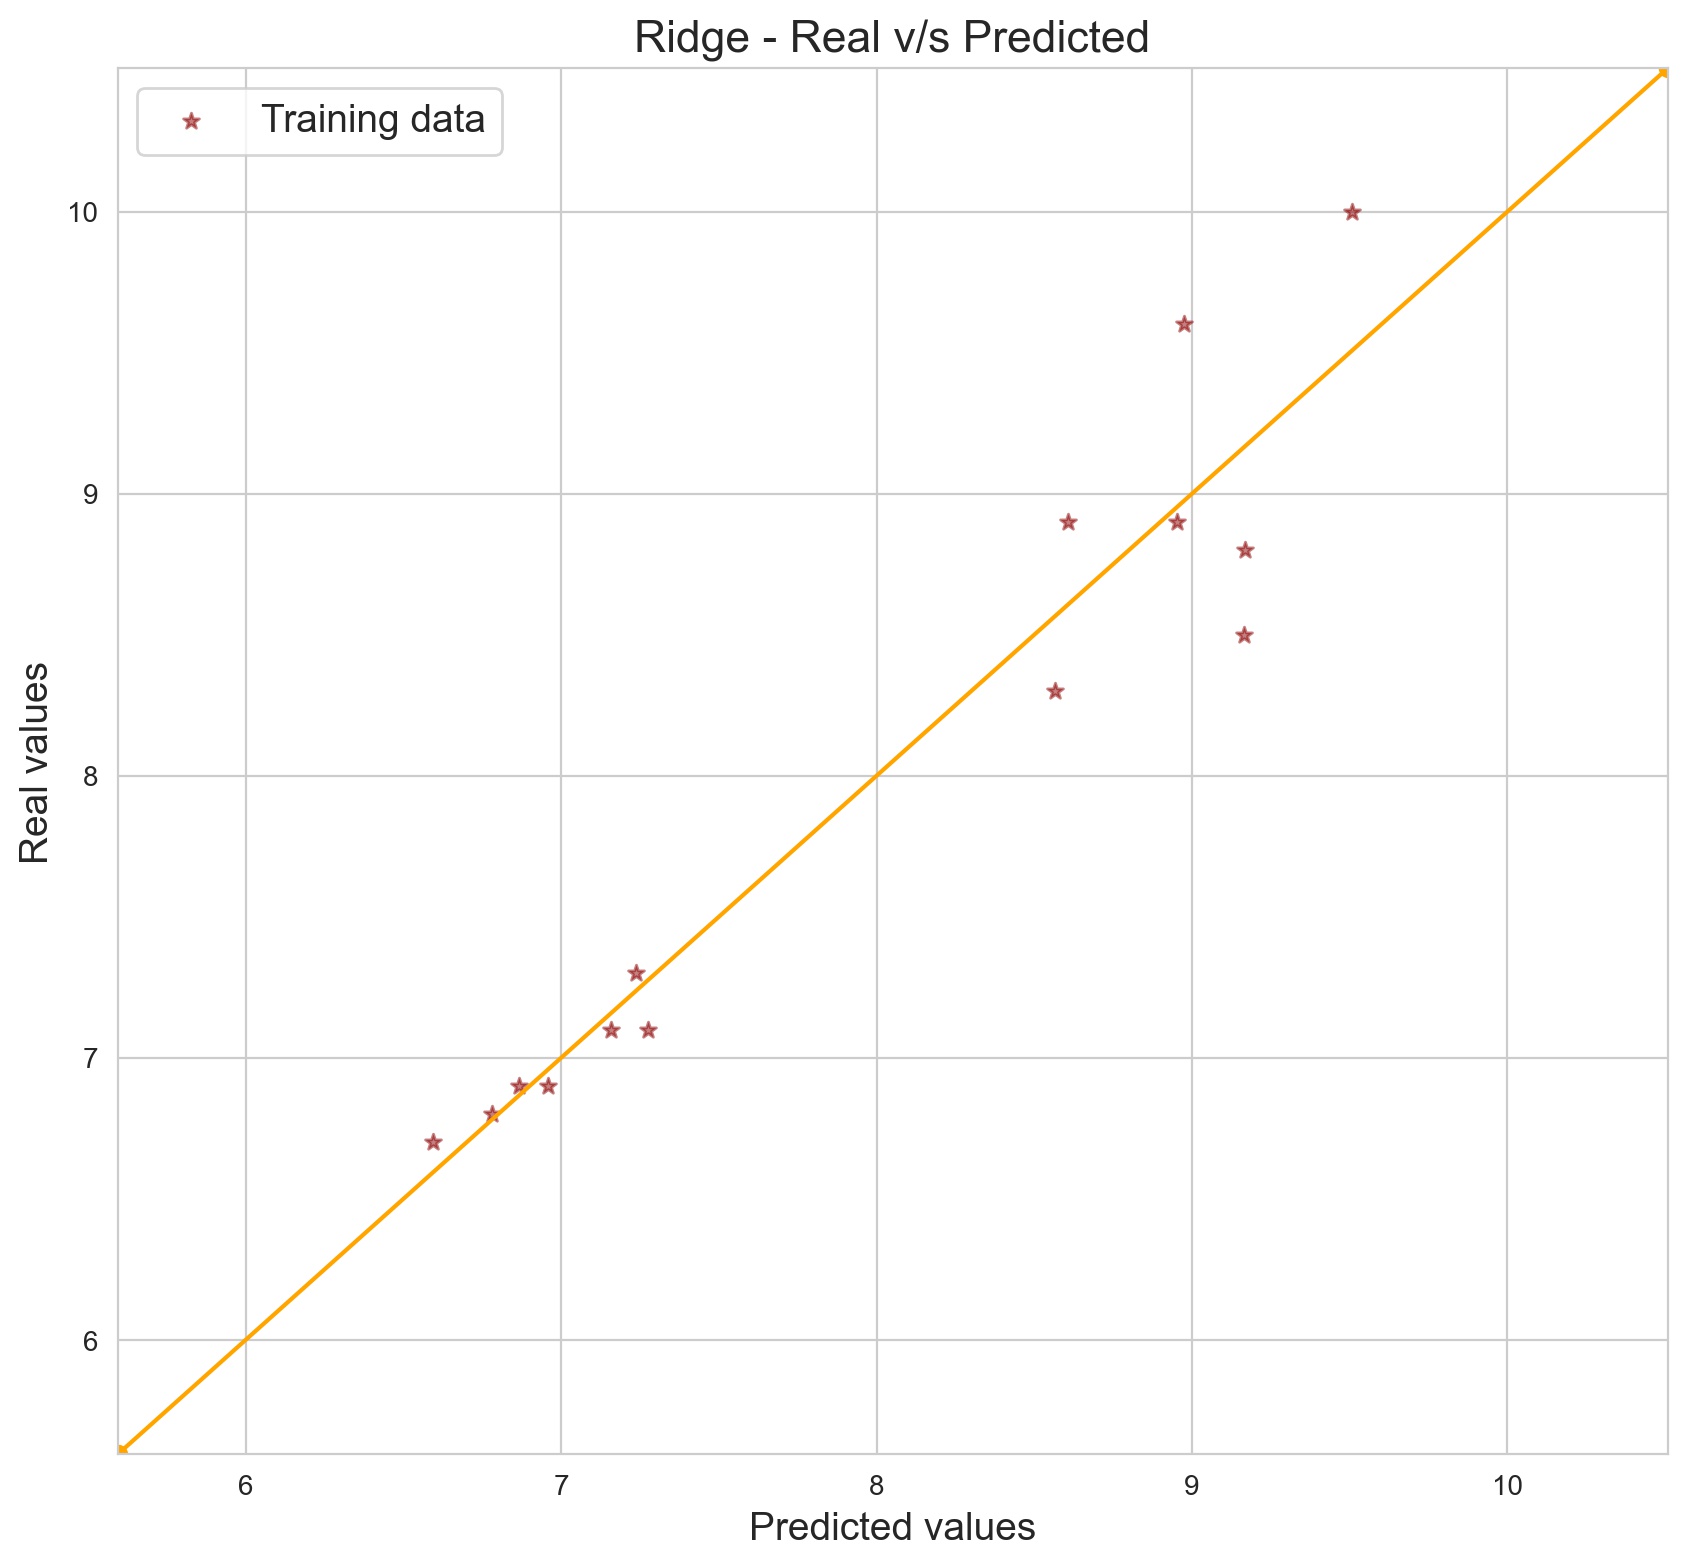 Ridge - Real v/s Predicted
Training data
Real values
10
9
8
7
6
6 7 8 9 10
Predicted values